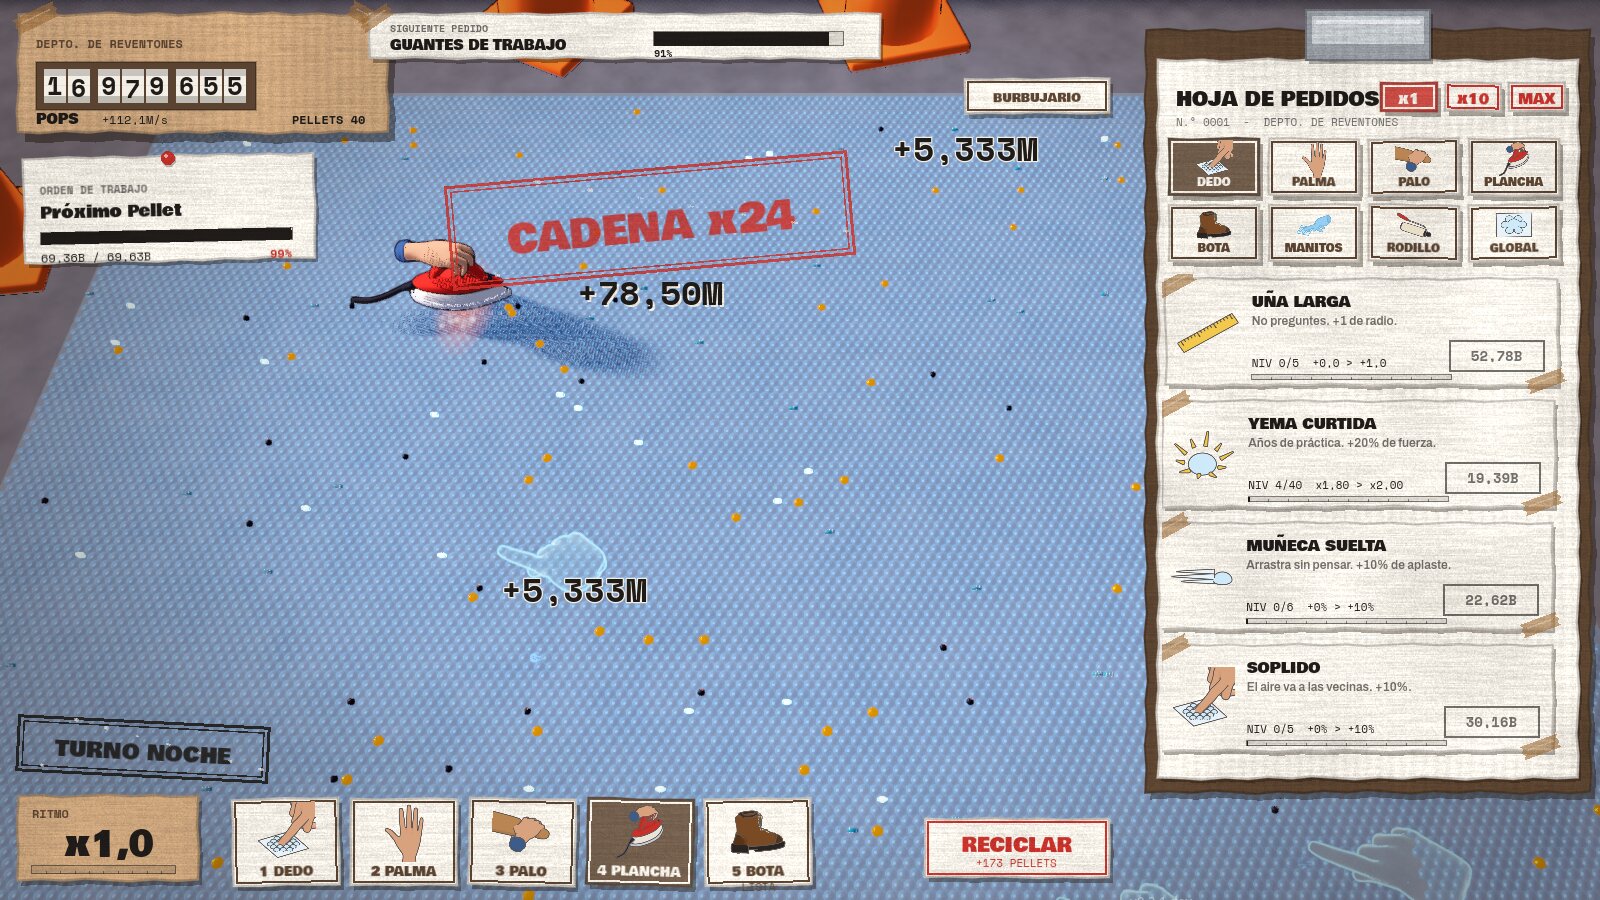 DEPTO. DE REVENTONES
16 979 655
POPS +112,1M/s PELLETS 40
SIGUIENTE PEDIDO
GUANTES DE TRABAJO
91%
BURBUJARIO
ORDEN DE TRABAJO
Próximo Pellet
69,36B / 69,63B 99%
CADENA x24
+5,333M
+78,50M
+5,333M
TURNO NOCHE
RITMO
x1,0
1 DEDO
2 PALMA
3 PALO
4 PLANCHA
5 BOTA
LISTA
RECICLAR
+173 PELLETS
HOJA DE PEDIDOS x1 x10 MAX
N.° 0001 - DEPTO. DE REVENTONES
DEDO PALMA PALO PLANCHA
BOTA MANITOS RODILLO GLOBAL
UÑA LARGA
No preguntes. +1 de radio.
NIV 0/5 +0,0 > +1,0
52,78B
YEMA CURTIDA
Años de práctica. +20% de fuerza.
NIV 4/40 x1,80 > x2,00
19,39B
MUÑECA SUELTA
Arrastra sin pensar. +10% de aplaste.
NIV 0/6 +0% > +10%
22,62B
SOPLIDO
El aire va a las vecinas. +10%.
NIV 0/5 +0% > +10%
30,16B